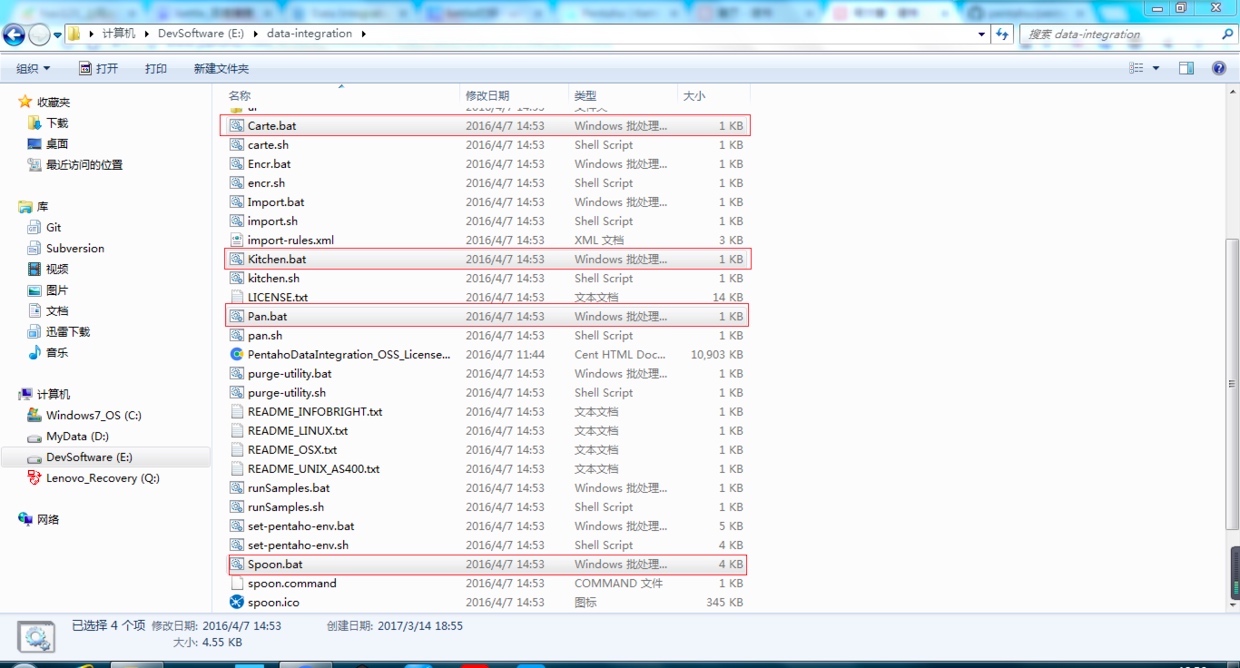 计算机 DevSoftware (E:) data-integration 搜索 data-integration
组织 打开 打印 新建文件夹
名称 修改日期 类型 大小
收藏夹
下载
桌面
最近访问的位置
库
Git
Subversion
视频
图片
文档
迅雷下载
音乐
计算机
Windows7_OS (C:)
MyData (D:)
DevSoftware (E:)
Lenovo_Recovery (Q:)
网络
Carte.bat 2016/4/7 14:53 Windows 批处理... 1 KB
carte.sh 2016/4/7 14:53 Shell Script 1 KB
Encr.bat 2016/4/7 14:53 Windows 批处理... 1 KB
encr.sh 2016/4/7 14:53 Shell Script 1 KB
Import.bat 2016/4/7 14:53 Windows 批处理... 1 KB
import.sh 2016/4/7 14:53 Shell Script 1 KB
import-rules.xml 2016/4/7 14:53 XML 文档 3 KB
Kitchen.bat 2016/4/7 14:53 Windows 批处理... 1 KB
kitchen.sh 2016/4/7 14:53 Shell Script 1 KB
LICENSE.txt 2016/4/7 14:53 文本文档 14 KB
Pan.bat 2016/4/7 14:53 Windows 批处理... 1 KB
pan.sh 2016/4/7 14:53 Shell Script 1 KB
PentahoDataIntegration_OSS_License... 2016/4/7 11:44 Cent HTML Doc... 10,903 KB
purge-utility.bat 2016/4/7 14:53 Windows 批处理... 1 KB
purge-utility.sh 2016/4/7 14:53 Shell Script 1 KB
README_INFOBRIGHT.txt 2016/4/7 14:53 文本文档 1 KB
README_LINUX.txt 2016/4/7 14:53 文本文档 1 KB
README_OSX.txt 2016/4/7 14:53 文本文档 1 KB
README_UNIX_AS400.txt 2016/4/7 14:53 文本文档 1 KB
runSamples.bat 2016/4/7 14:53 Windows 批处理... 1 KB
runSamples.sh 2016/4/7 14:53 Shell Script 1 KB
set-pentaho-env.bat 2016/4/7 14:53 Windows 批处理... 5 KB
set-pentaho-env.sh 2016/4/7 14:53 Shell Script 4 KB
Spoon.bat 2016/4/7 14:53 Windows 批处理... 4 KB
spoon.command 2016/4/7 14:53 COMMAND 文件 1 KB
spoon.ico 2016/4/7 14:53 图标 345 KB
已选择 4 个项 修改日期: 2016/4/7 14:53 创建日期: 2017/3/14 18:55
大小: 4.55 KB